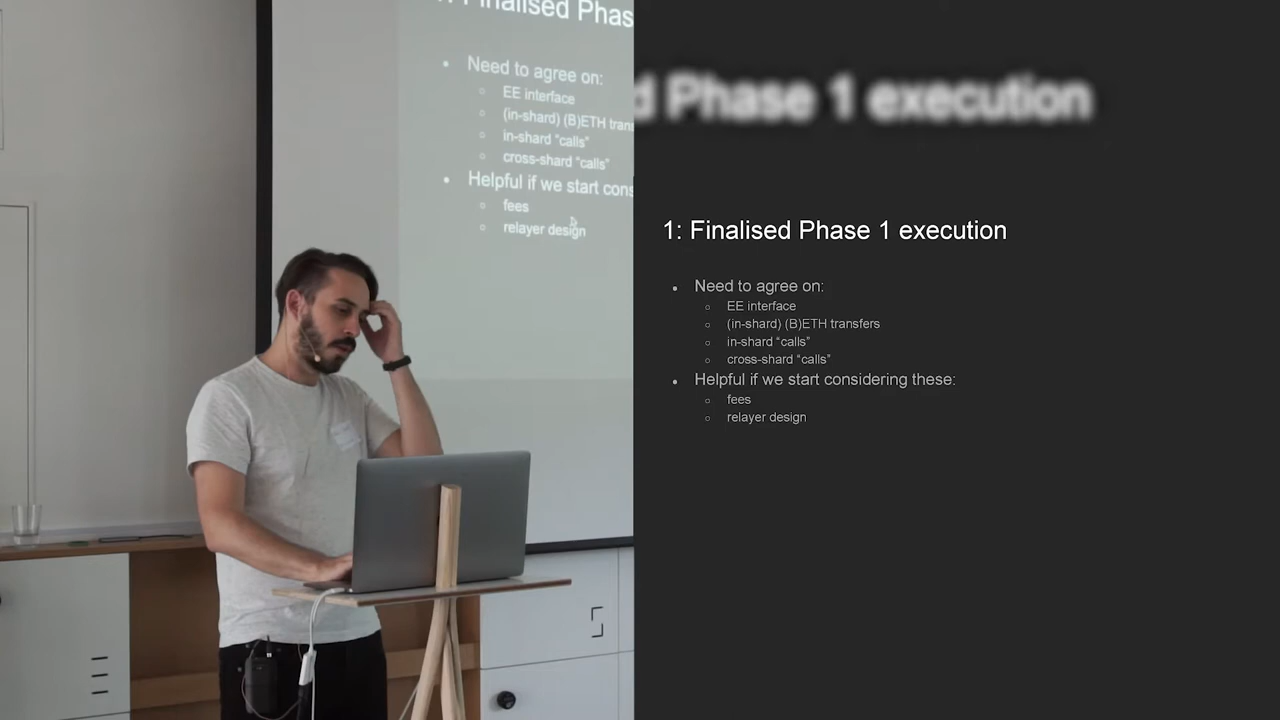 Finalised Phas
Need to agree on:
EE interface
(in-shard) (B)ETH trans
in-shard “calls”
cross-shard “calls”
Helpful if we start cons
fees
relayer design
d Phase 1 execution
1: Finalised Phase 1 execution
Need to agree on:
EE interface
(in-shard) (B)ETH transfers
in-shard “calls”
cross-shard “calls”
Helpful if we start considering these:
fees
relayer design